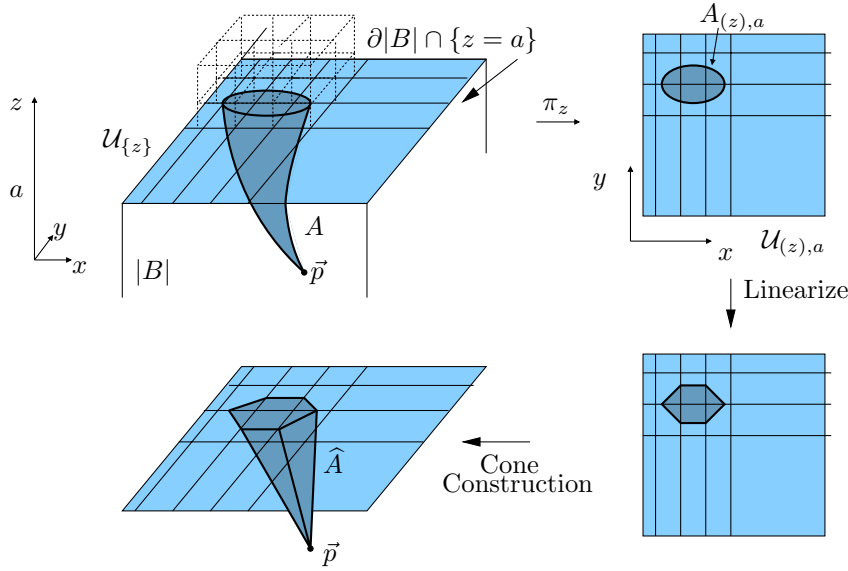 ∂|B| ∩ {z = a}
A_{(z),a}
z
𝒰_{{z}}
π_z
a
y
y
A
x
|B|
p⃗
x
𝒰_{(z),a}
Linearize
Â
Cone
Construction
p⃗